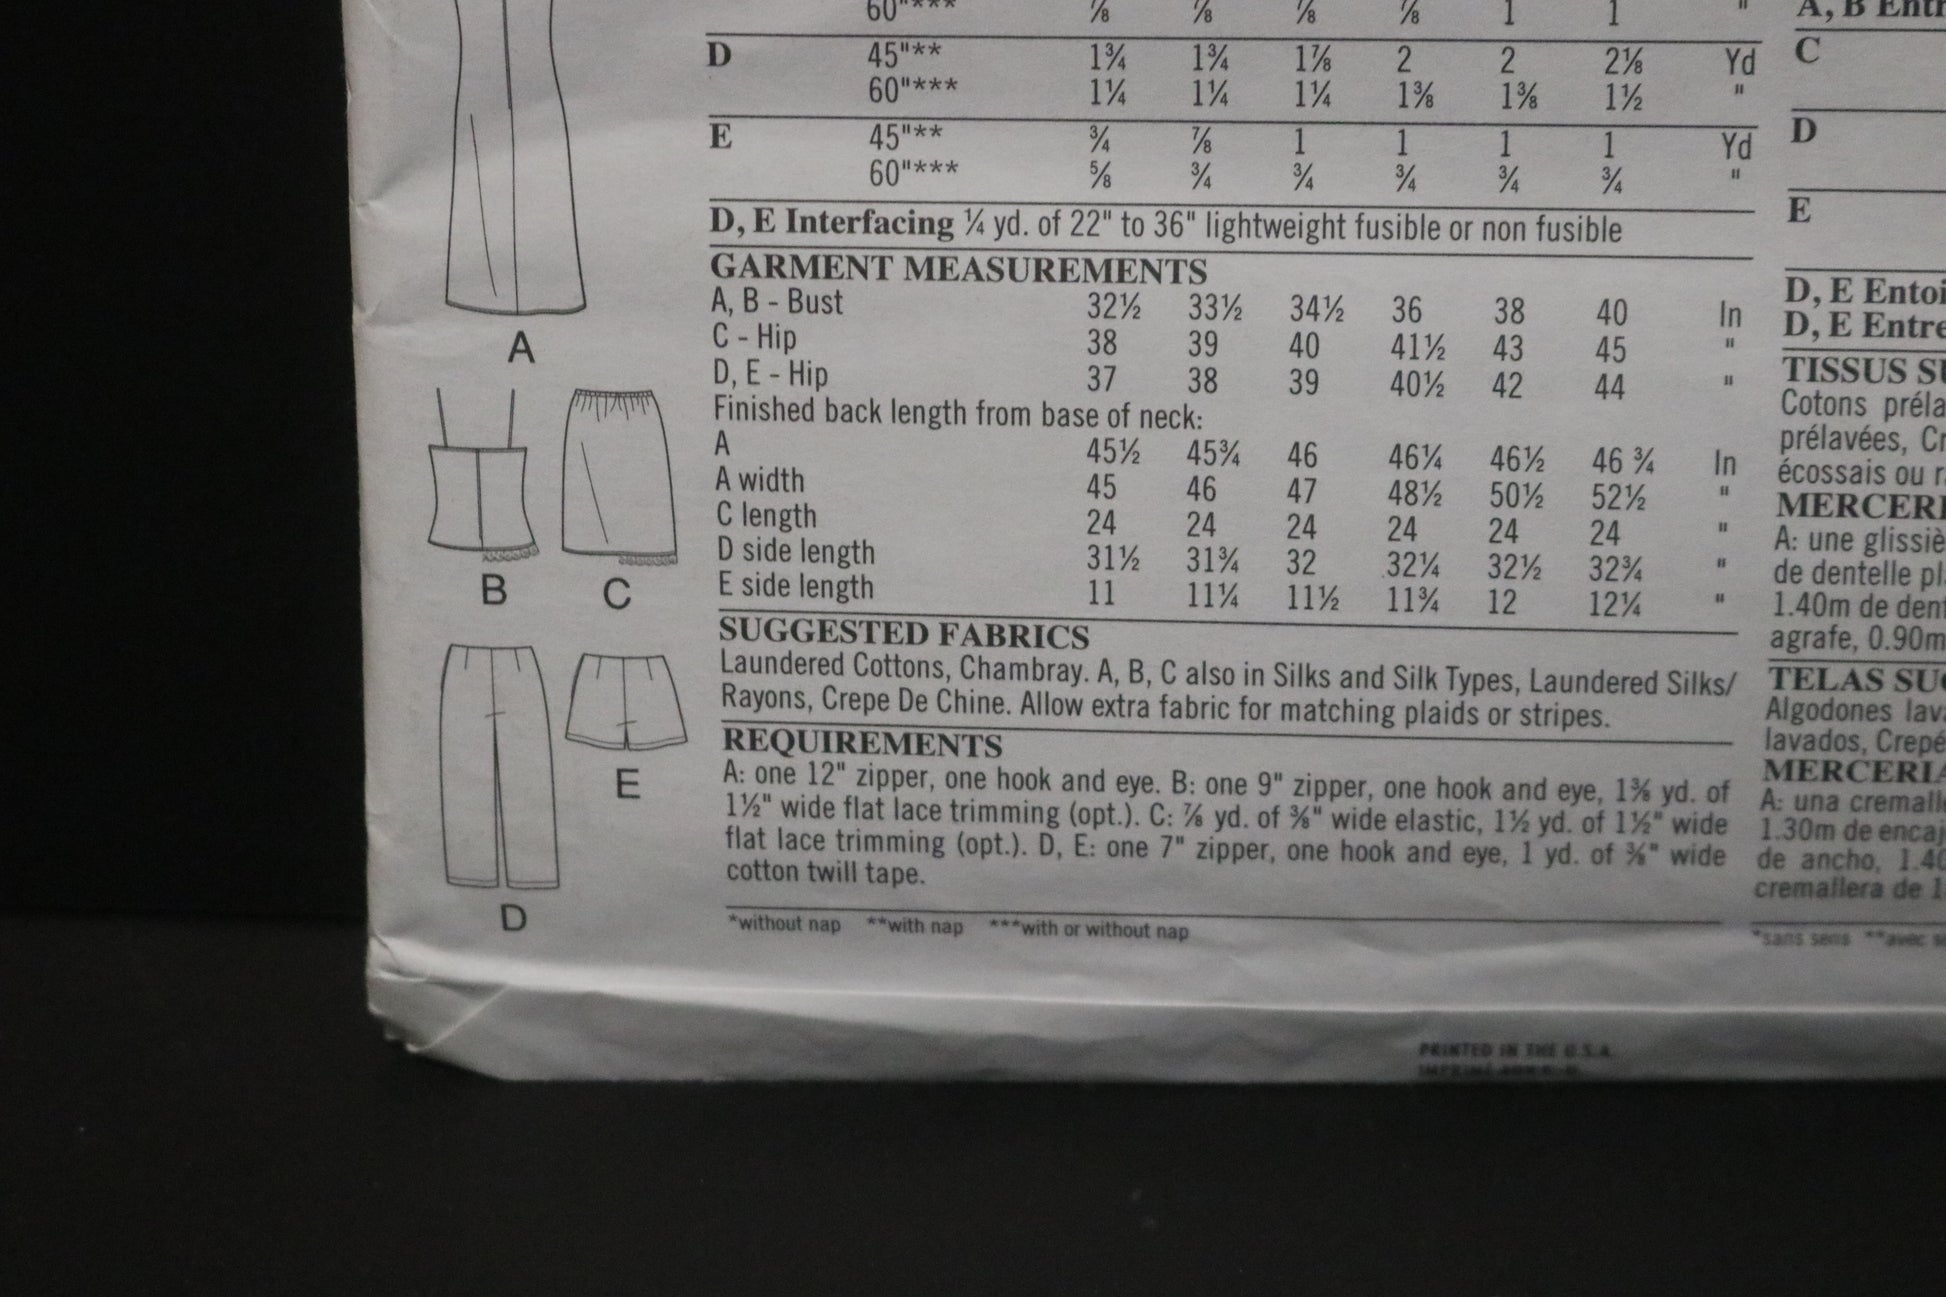 60"*** ⅞ ⅞ ⅞ ⅞ 1 1 "
D 45"** 1¾ 1¾ 1⅞ 2 2 2⅛ Yd
60"*** 1¼ 1¼ 1¼ 1⅜ 1⅜ 1½ "
E 45"** ¾ ⅞ 1 1 1 1 Yd
60"*** ⅝ ¾ ¾ ¾ ¾ ¾ "
D, E Interfacing ¼ yd. of 22" to 36" lightweight fusible or non fusible
GARMENT MEASUREMENTS
A, B - Bust 32½ 33½ 34½ 36 38 40 In
C - Hip 38 39 40 41½ 43 45 "
D, E - Hip 37 38 39 40½ 42 44 "
Finished back length from base of neck:
A 45½ 45¾ 46 46¼ 46½ 46 ¾ In
A width 45 46 47 48½ 50½ 52½ "
C length 24 24 24 24 24 24 "
D side length 31½ 31¾ 32 32¼ 32½ 32¾ "
E side length 11 11¼ 11½ 11¾ 12 12¼ "
SUGGESTED FABRICS
Laundered Cottons, Chambray. A, B, C also in Silks and Silk Types, Laundered Silks/
Rayons, Crepe De Chine. Allow extra fabric for matching plaids or stripes.
REQUIREMENTS
A: one 12" zipper, one hook and eye. B: one 9" zipper, one hook and eye, 1⅜ yd. of
1½" wide flat lace trimming (opt.). C: ⅞ yd. of ⅜" wide elastic, 1½ yd. of 1½" wide
flat lace trimming (opt.). D, E: one 7" zipper, one hook and eye, 1 yd. of ⅜" wide
cotton twill tape.
*without nap **with nap ***with or without nap
A
B C
E
D
A, B Entr
C
D
E
D, E Entoi
D, E Entre
TISSUS SU
Cotons préla
prélavées, Cr
écossais ou r
MERCERI
A: une glissiè
de dentelle pl
1.40m de dent
agrafe, 0.90m
TELAS SUG
Algodones lav
lavados, Crepé
MERCERIA
A: una cremall
1.30m de encaj
de ancho, 1.40
cremallera de 1
*sans sens **avec s
PRINTED IN THE U.S.A.